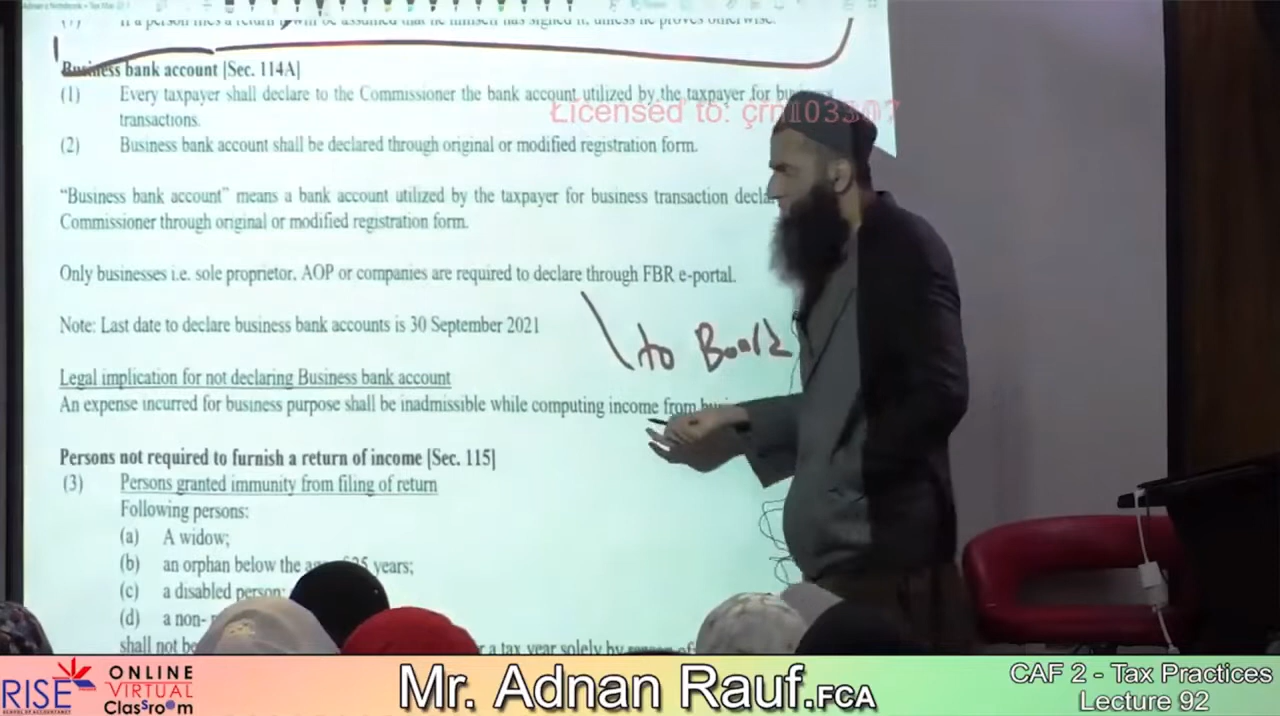 Business bank account [Sec. 114A]
(1) Every taxpayer shall declare to the Commissioner the bank account utilized by the taxpayer for
transactions.
Licensed to: çrn103307
(2) Business bank account shall be declared through original or modified registration form.
“Business bank account” means a bank account utilized by the taxpayer for business transaction
Commissioner through original or modified registration form.
Only businesses i.e. sole proprietor, AOP or companies are required to declare through FBR e-portal.
Note: Last date to declare business bank accounts is 30 September 2021
to Bank
Legal implication for not declaring Business bank account
An expense incurred for business purpose shall be inadmissible while computing income from
Persons not required to furnish a return of income [Sec. 115]
(3) Persons granted immunity from filing of return
Following persons:
(a) A widow;
(b) an orphan below the years;
(c) a disabled person;
(d) a non-
shall not be a tax year solely by
RISE
ONLINE
VIRTUAL
Classroom
Mr. Adnan Rauf.FCA
CAF 2 - Tax Practices
Lecture 92